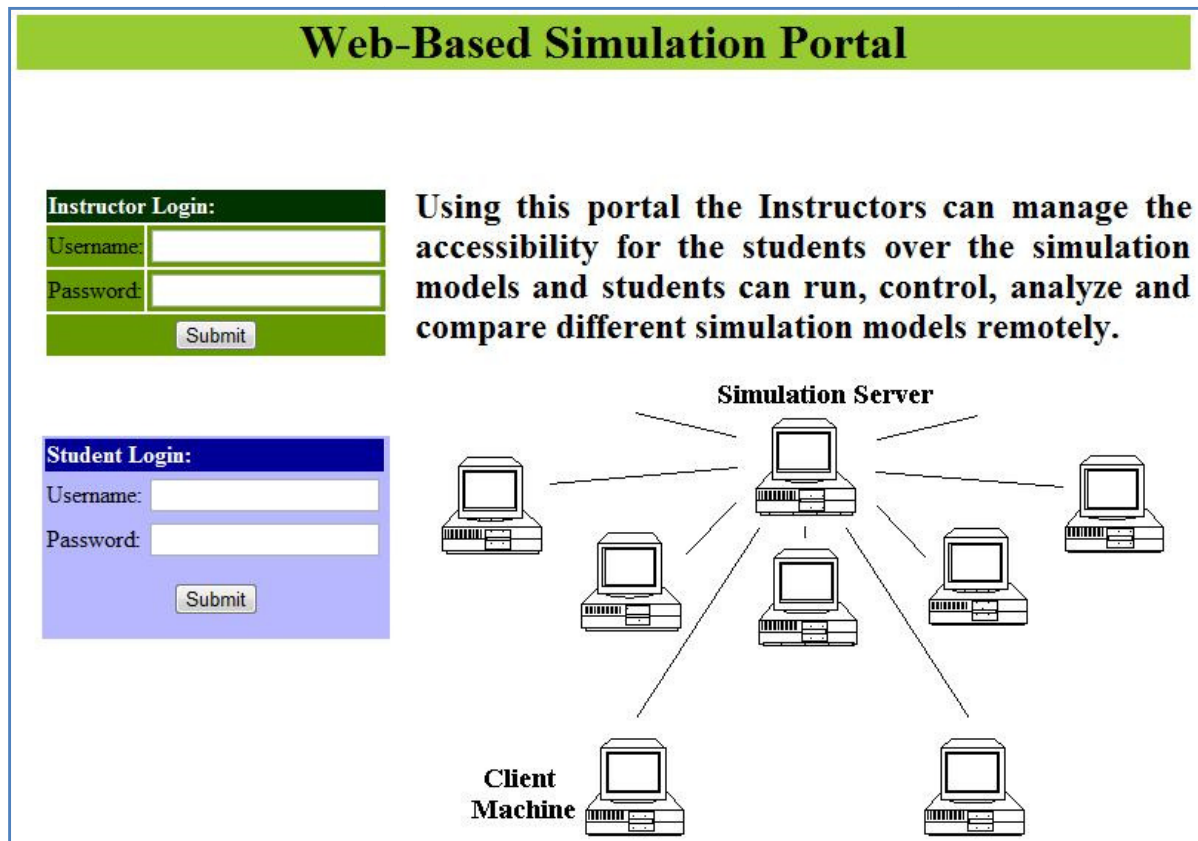 Web-Based Simulation Portal
Instructor Login:
Username:
Password:
Submit
Using this portal the Instructors can manage the
accessibility for the students over the simulation
models and students can run, control, analyze and
compare different simulation models remotely.
Student Login:
Username:
Password:
Submit
Simulation Server
Client
Machine